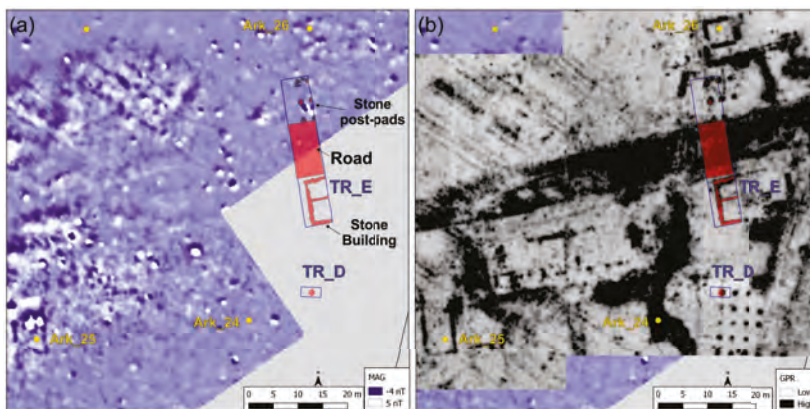 (a)
Ark_26
Stone
post-pads
Road
TR_E
Stone
Building
TR_D
Ark_24
Ark_25
MAG
-4 nT
5 nT
0 5 10 15 20 m
(b)
Ark_26
TR_E
TR_D
Ark_24
Ark_25
GPR
0 5 10 15 20 m